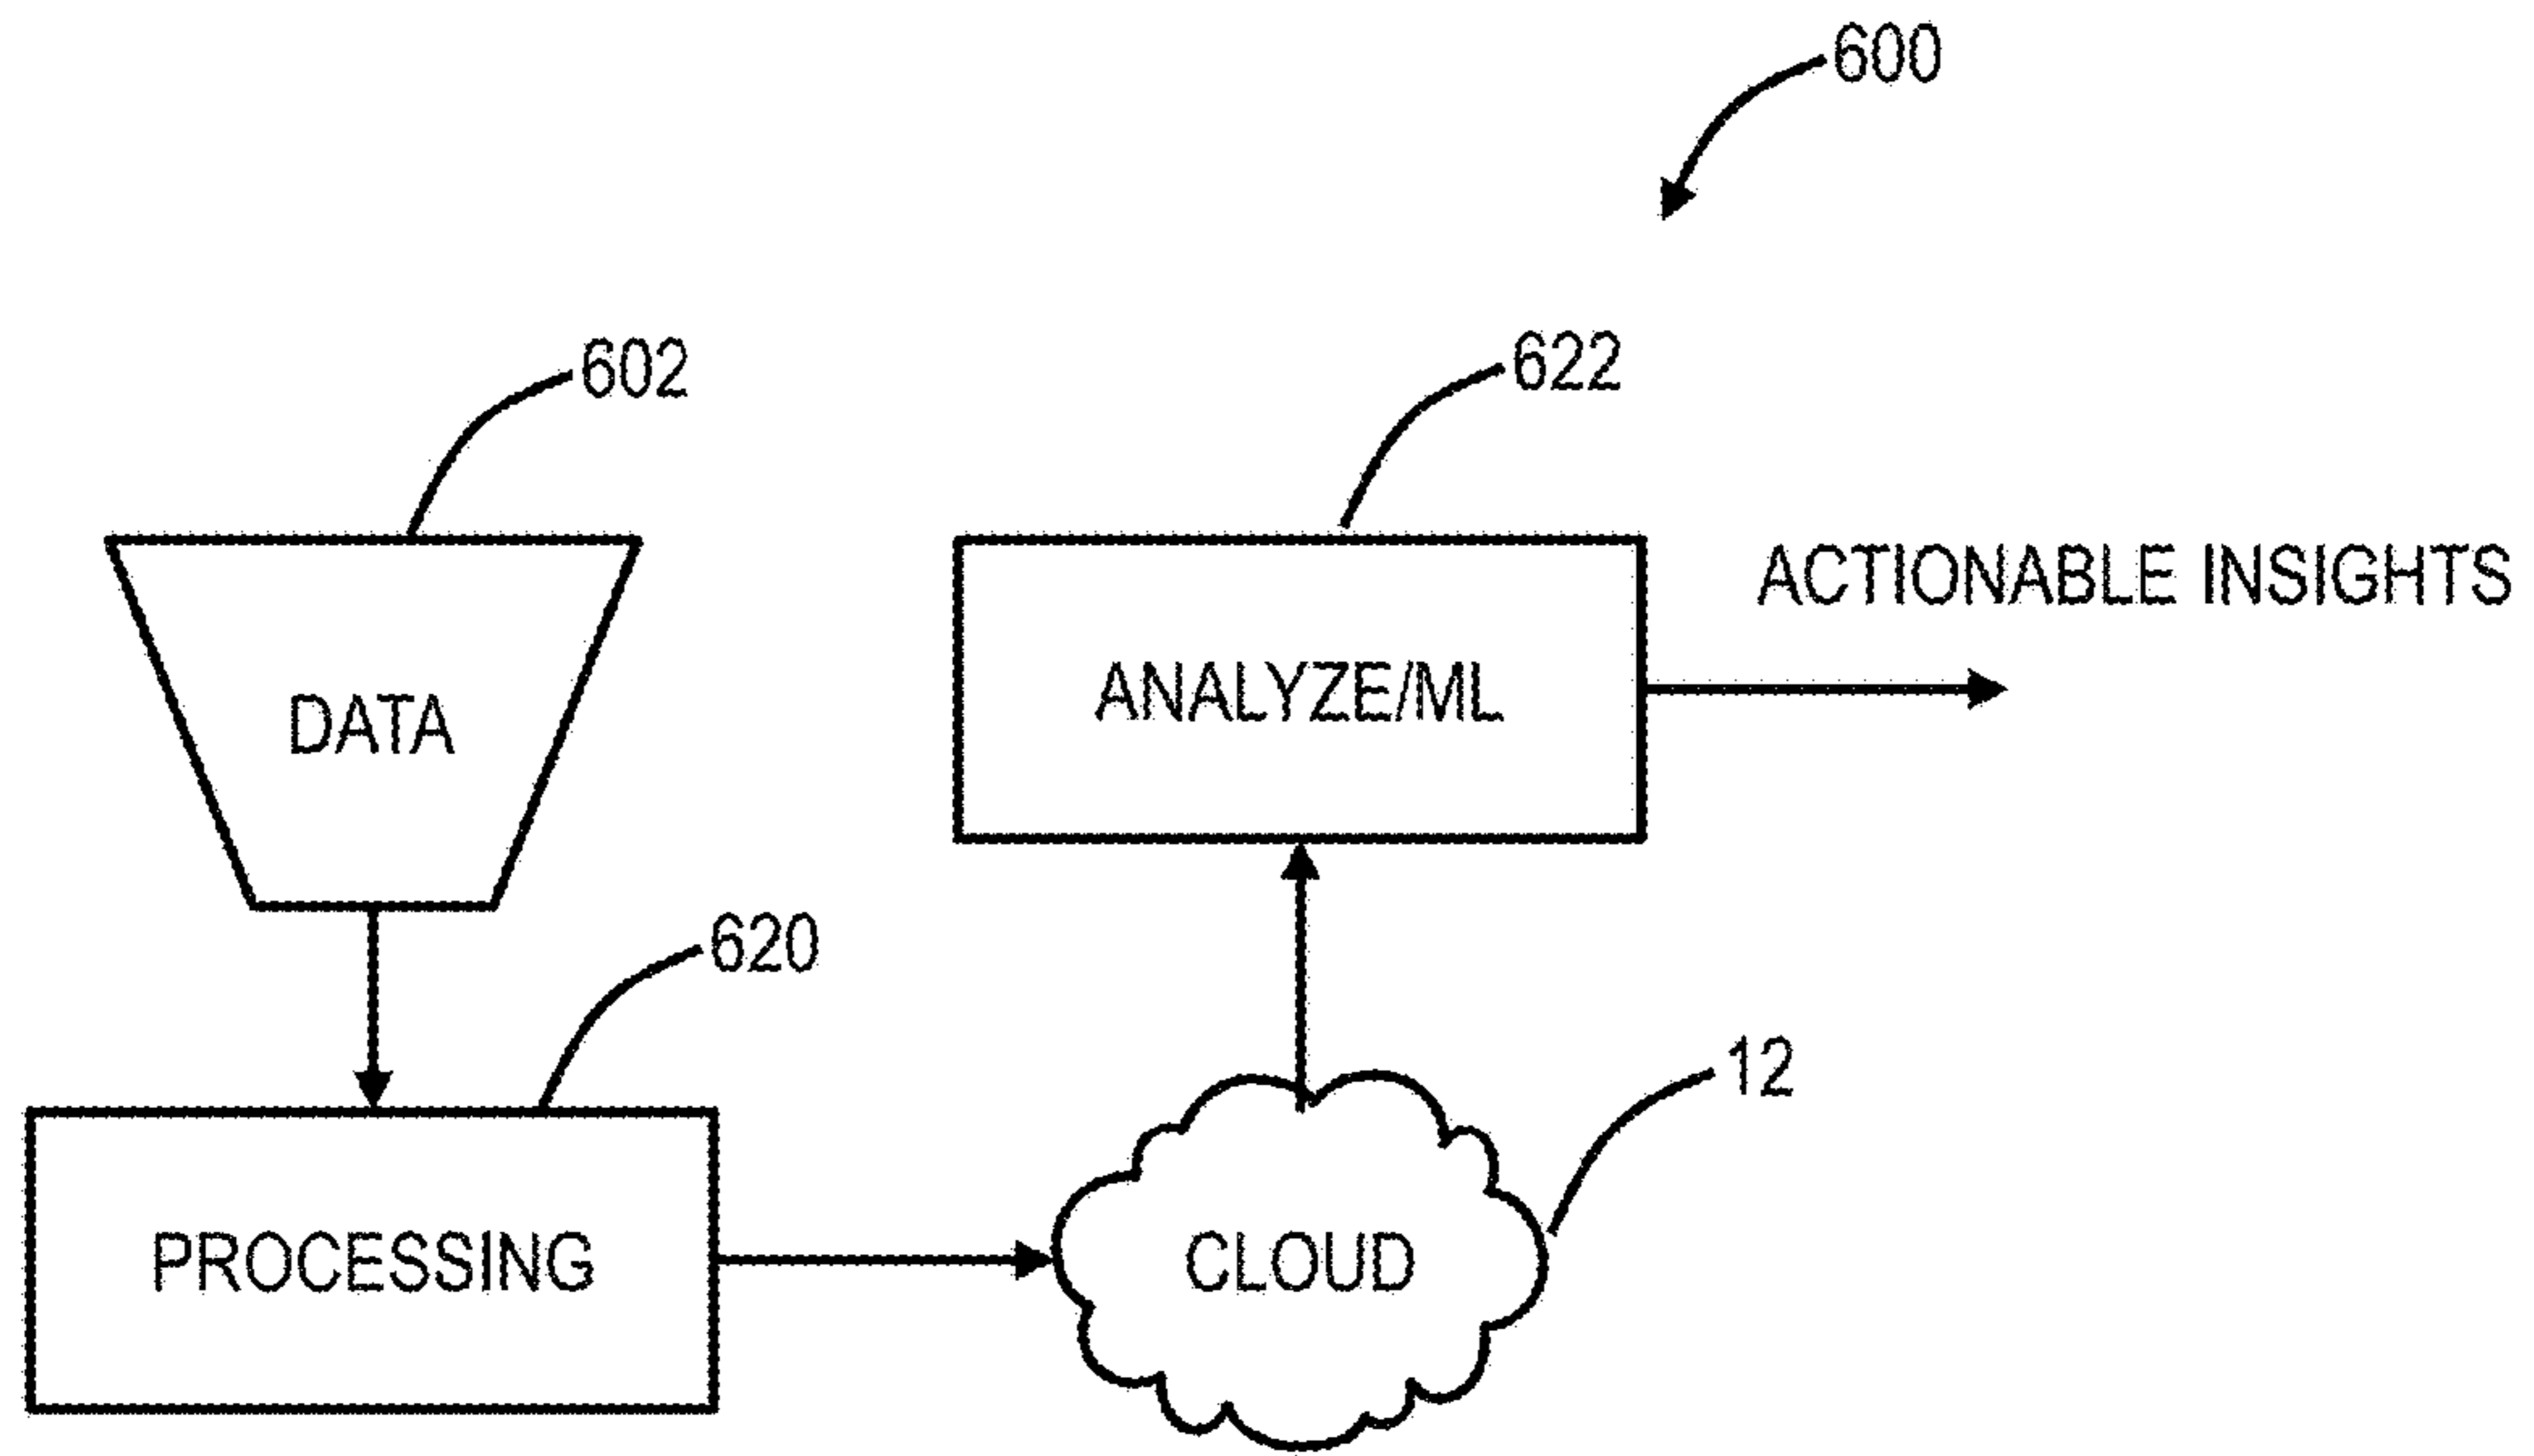 600
602
622
ACTIONABLE INSIGHTS
ANALYZE/ML
DATA
620
12
PROCESSING
CLOUD